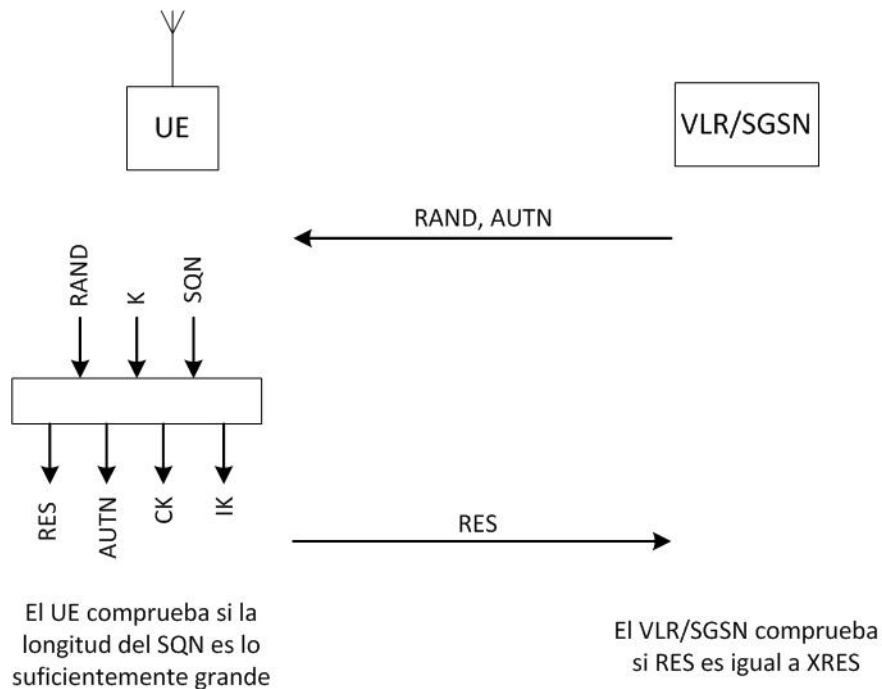 UE
VLR/SGSN
RAND, AUTN
RAND
K
SQN
RES
AUTN
CK
IK
RES
El UE comprueba si la
longitud del SQN es lo
suficientemente grande
El VLR/SGSN comprueba
si RES es igual a XRES